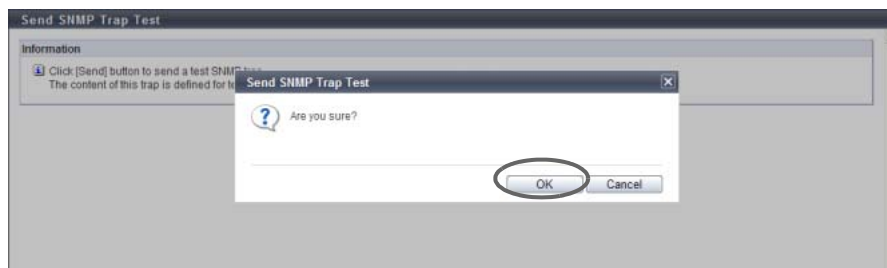 Send SNMP Trap Test
Information
Click [Send] button to send a test SNMP
The content of this trap is defined for
Send SNMP Trap Test
Are you sure?
OK
Cancel